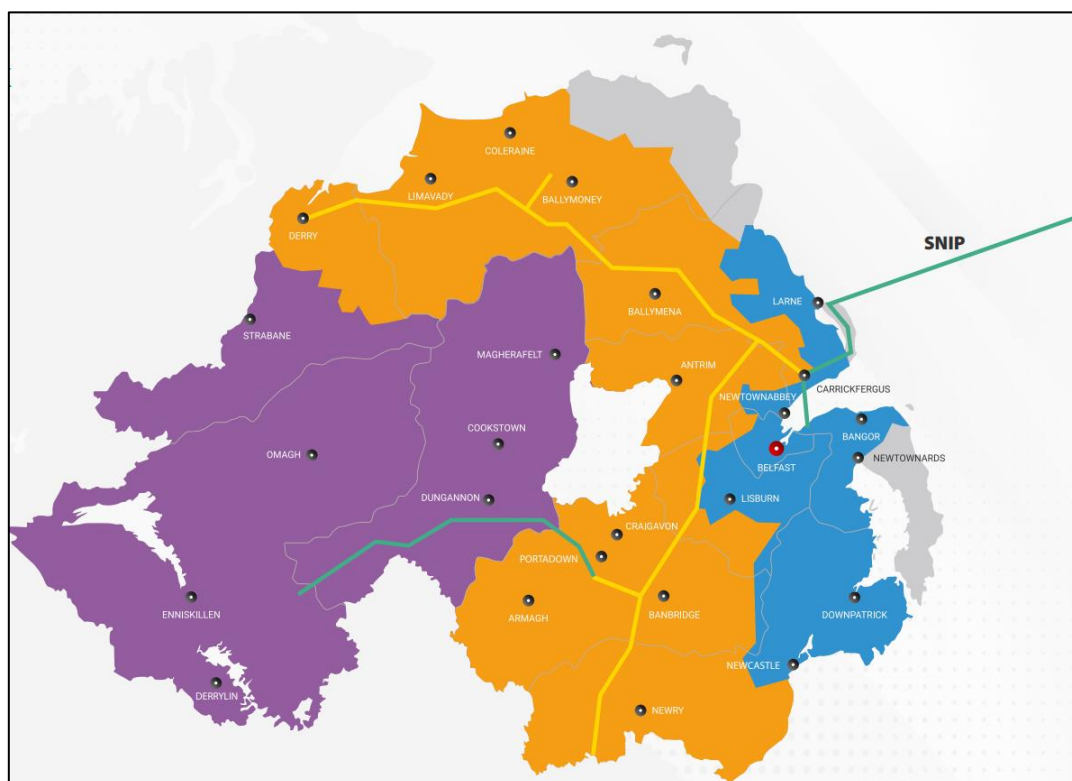 COLERAINE
LIMAVADY
BALLYMONEY
DERRY
SNIP
LARNE
BALLYMENA
STRABANE
MAGHERAFELT
ANTRIM
CARRICKFERGUS
NEWTOWNABBEY
COOKSTOWN
BANGOR
OMAGH
NEWTOWNARDS
BELFAST
DUNGANNON
LISBURN
CRAIGAVON
PORTADOWN
ENNISKILLEN
ARMAGH
BANBRIDGE
DOWNPATRICK
NEWCASTLE
DERRYLIN
NEWRY